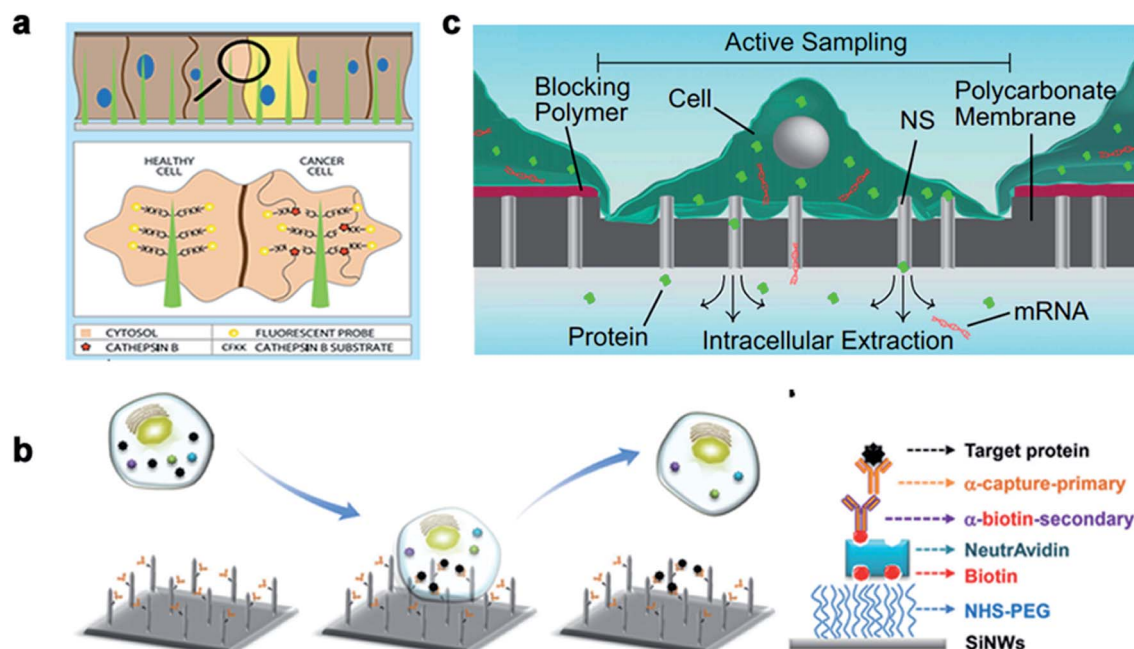 a
HEALTHY
CELL
CANCER
CELL
CYTOSOL
FLUORESCENT PROBE
CATHEPSIN B
CFKK CATHEPSIN B SUBSTRATE
c
Active Sampling
Blocking
Polymer
Cell
NS
Polycarbonate
Membrane
Protein
Intracellular Extraction
mRNA
b
Target protein
α-capture-primary
α-biotin-secondary
NeutrAvidin
Biotin
NHS-PEG
SiNWs